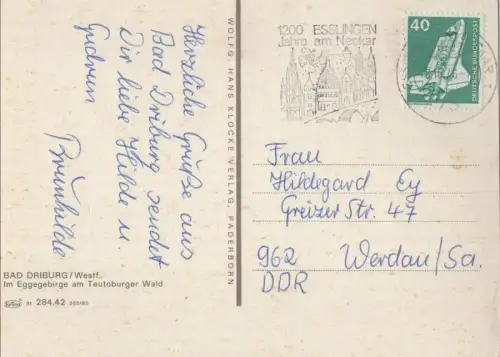 Herzliche Grüße aus
Bad Driburg sendet
Dir liebe Hilde u.
Gudrun
Brunhilde
BAD DRIBURG/Westf.
Im Eggegebirge am Teutoburger Wald
31 284.42
WOLFG. HANS KLOCKE VERLAG, PADERBORN
1200 ESSLINGEN
Jahre am Neckar
40
DEUTSCHE BUNDESPOST
Frau
Hildegard Ey
Greizer Str. 47
962 Werdau/Sa.
DDR